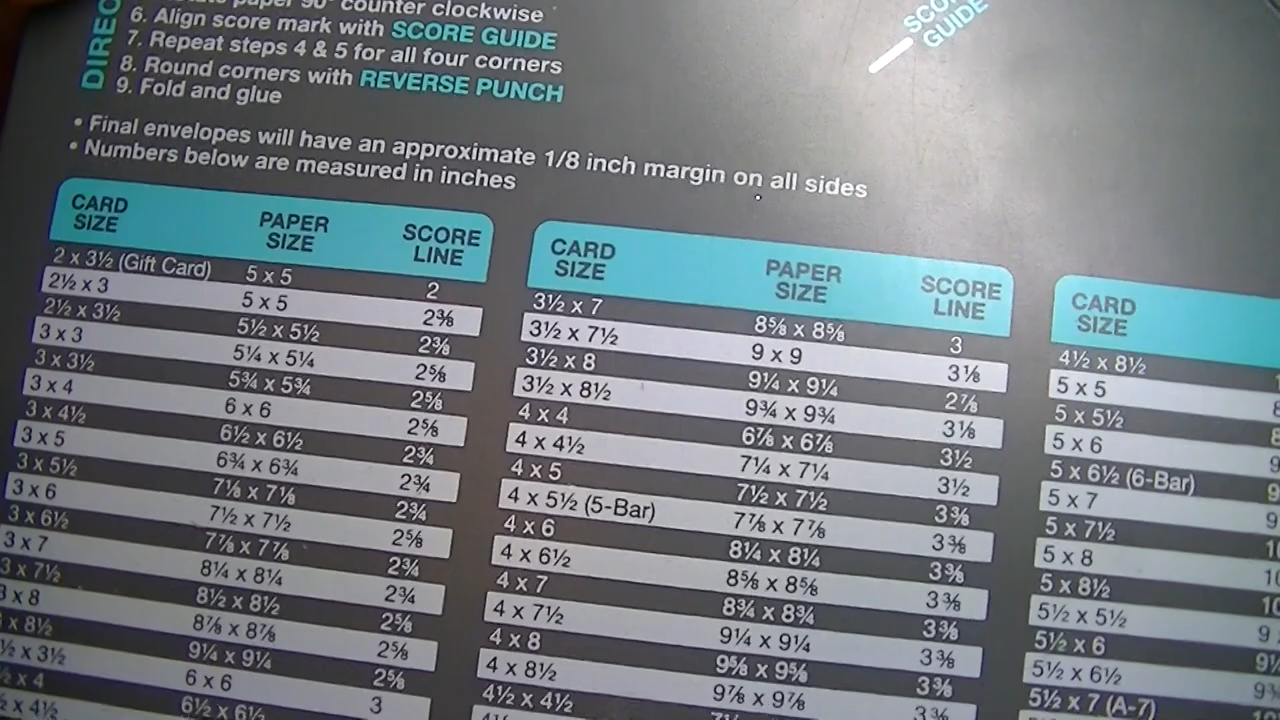 counter clockwise
6. Align score mark with SCORE GUIDE
7. Repeat steps 4 & 5 for all four corners
8. Round corners with REVERSE PUNCH
9. Fold and glue
GUIDE
• Final envelopes will have an approximate 1/8 inch margin on all sides
• Numbers below are measured in inches
CARD SIZE PAPER SIZE SCORE LINE
2 x 3½ (Gift Card) 5 x 5 2
2½ x 3 5 x 5 2⅜
2½ x 3½ 5½ x 5½ 2⅜
3 x 3 5¼ x 5¼ 2⅝
3 x 3½ 5¾ x 5¾ 2⅝
3 x 4 6 x 6 2⅝
3 x 4½ 6½ x 6½ 2¾
3 x 5 6¾ x 6¾ 2¾
3 x 5½ 7⅛ x 7⅛ 2¾
3 x 6 7½ x 7½ 2⅝
3 x 6½ 7⅞ x 7⅞ 2¾
3 x 7 8¼ x 8¼ 2¾
3 x 7½ 8½ x 8½ 2⅝
3 x 8 8⅞ x 8⅞ 2⅝
x 8½ 9¼ x 9¼ 2⅝
½ x 3½ 6 x 6 3
x 4 6½ x 6½
x 4½
CARD SIZE PAPER SIZE SCORE LINE
3½ x 7 8⅝ x 8⅝ 3
3½ x 7½ 9 x 9 3⅛
3½ x 8 9¼ x 9¼ 2⅞
3½ x 8½ 9¾ x 9¾ 3⅛
4 x 4 6⅞ x 6⅞ 3½
4 x 4½ 7¼ x 7¼ 3½
4 x 5 7½ x 7½ 3⅜
4 x 5½ (5-Bar) 7⅞ x 7⅞ 3⅜
4 x 6 8¼ x 8¼ 3⅜
4 x 6½ 8⅝ x 8⅝ 3⅜
4 x 7 8¾ x 8¾ 3⅜
4 x 7½ 9¼ x 9¼ 3⅜
4 x 8 9⅝ x 9⅝ 3⅜
4 x 8½ 9⅞ x 9⅞ 3⅜
4½ x 4½
CARD SIZE
4½ x 8½
5 x 5
5 x 5½
5 x 6
5 x 6½ (6-Bar)
5 x 7
5 x 7½
5 x 8
5 x 8½
5½ x 5½
5½ x 6
5½ x 6½
5½ x 7 (A-7)